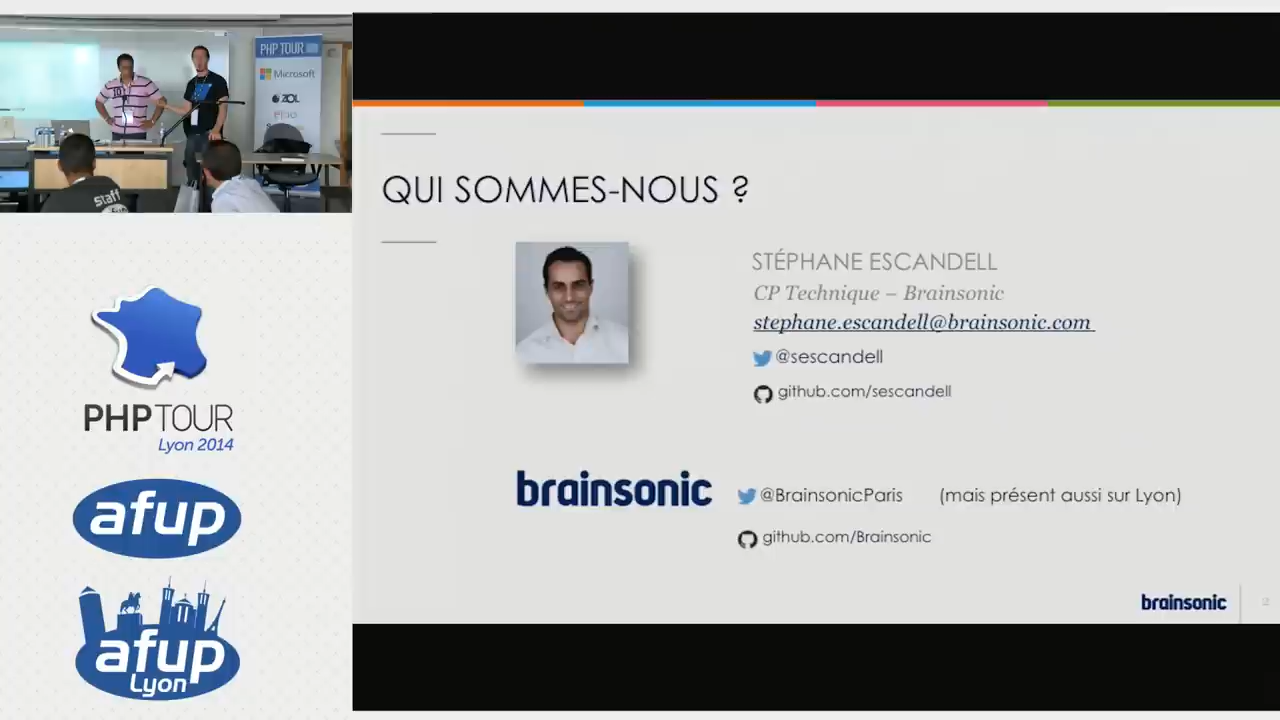 PHP TOUR
Microsoft
ZOL
Staff
PHPTOUR
Lyon 2014
afup
afup
Lyon
QUI SOMMES-NOUS ?
STÉPHANE ESCANDELL
CP Technique – Brainsonic
stephane.escandell@brainsonic.com
@sescandell
github.com/sescandell
brainsonic
@BrainsonicParis (mais présent aussi sur Lyon)
github.com/Brainsonic
brainsonic
2